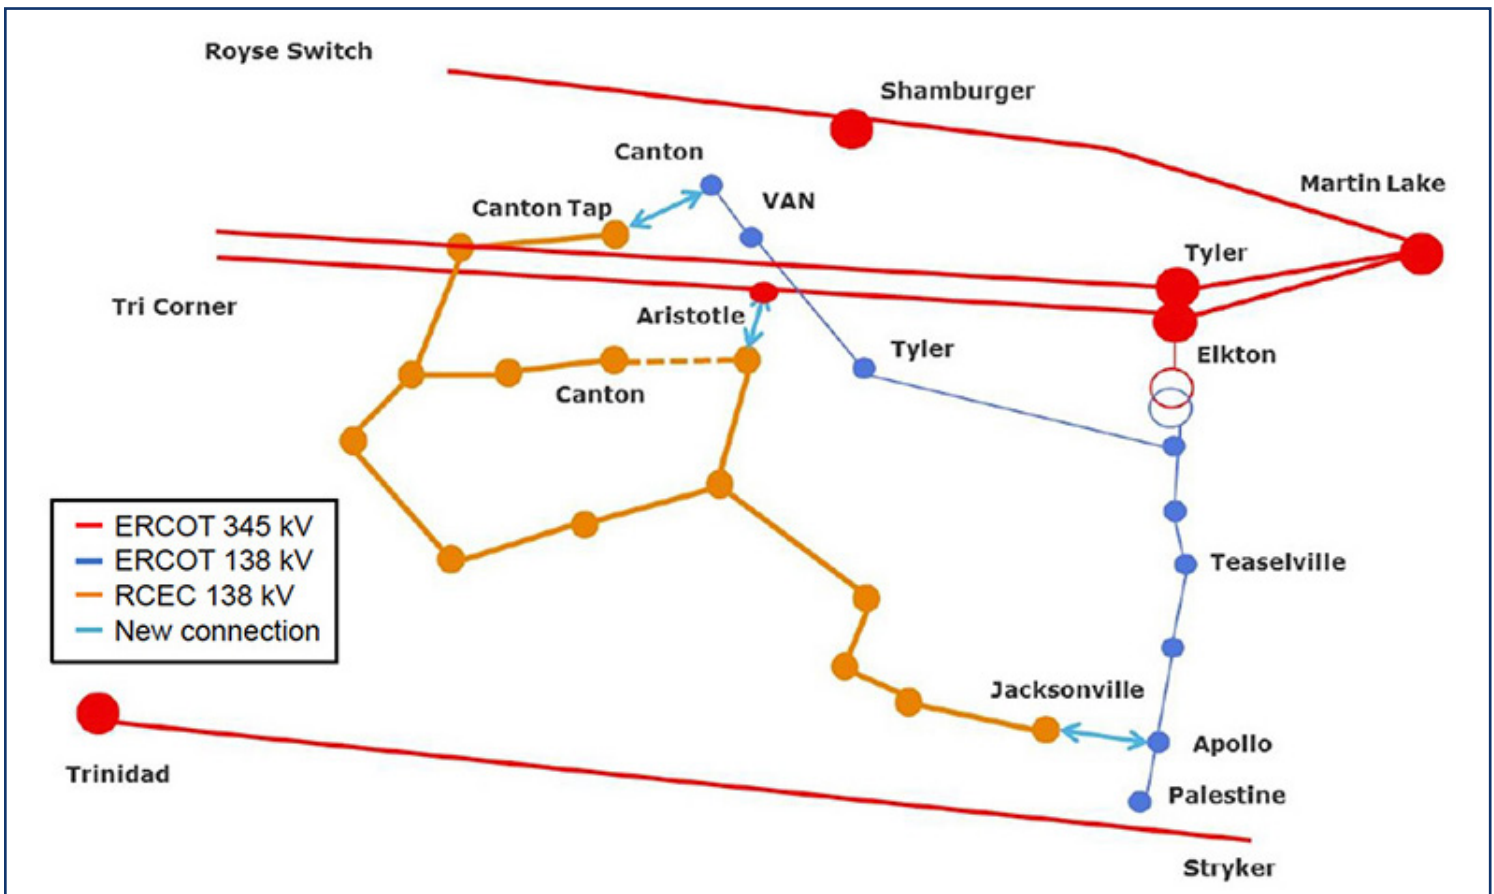 Royse Switch
Shamburger
Canton
Martin Lake
VAN
Canton Tap
Tyler
Tri Corner
Aristotle
Tyler
Elkton
Canton
ERCOT 345 kV
ERCOT 138 kV
RCEC 138 kV
New connection
Teaselville
Jacksonville
Apollo
Trinidad
Palestine
Stryker